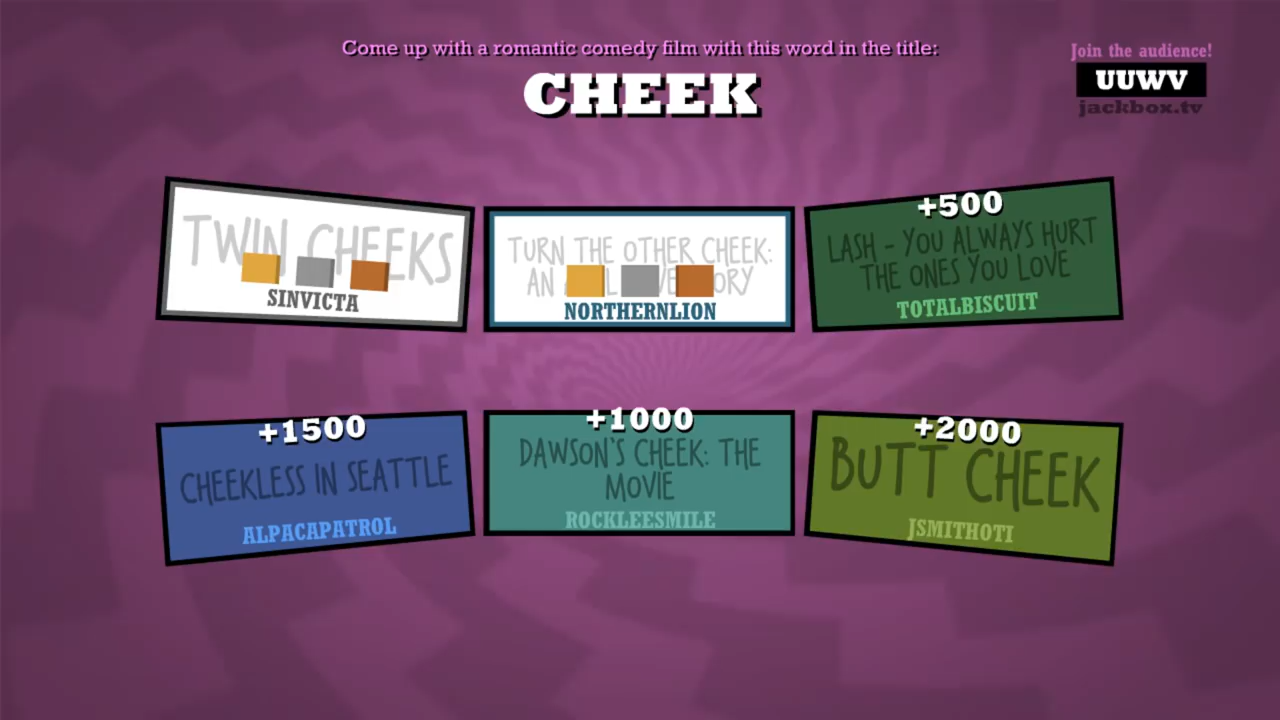 Come up with a romantic comedy film with this word in the title:
CHEEK
Join the audience!
UUWV
jackbox.tv
TWIN CHEEKS
SINVICTA
TURN THE OTHER CHEEK:
AN
NORTHERNLION
+500
LASH - YOU ALWAYS HURT
THE ONES YOU LOVE
TOTALBISCUIT
+1500
CHEEKLESS IN SEATTLE
ALPACAPATROL
+1000
DAWSON'S CHEEK: THE
MOVIE
ROCKLEESMILE
+2000
BUTT CHEEK
JSMITHOTI